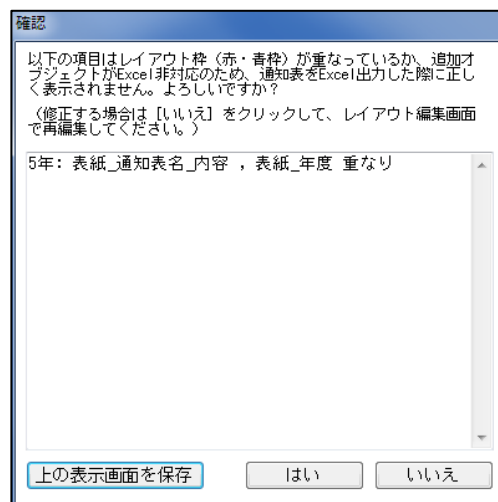 確認
以下の項目はレイアウト枠（赤・青枠）が重なっているか、追加オ
ブジェクトがExcel非対応のため、通知表をExcel出力した際に正し
く表示されません。よろしいですか？
（修正する場合は［いいえ］をクリックして、レイアウト編集画面
で再編集してください。）
5年: 表紙_通知表名_内容 , 表紙_年度 重なり
上の表示画面を保存
はい
いいえ